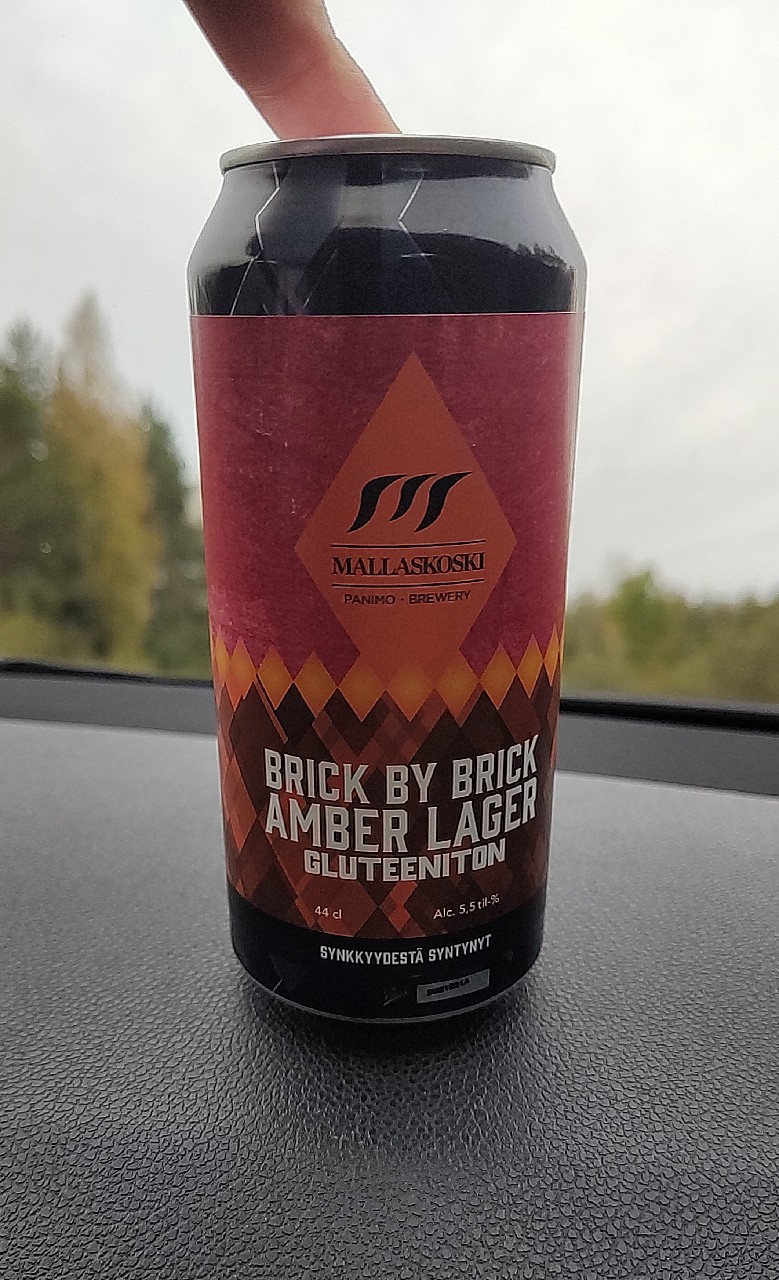 MALLASKOSKI
PANIMO · BREWERY
BRICK BY BRICK
AMBER LAGER
GLUTEENITON
44 cl Alc. 5,5 til-%
SYNKKYYDESTÄ SYNTYNYT